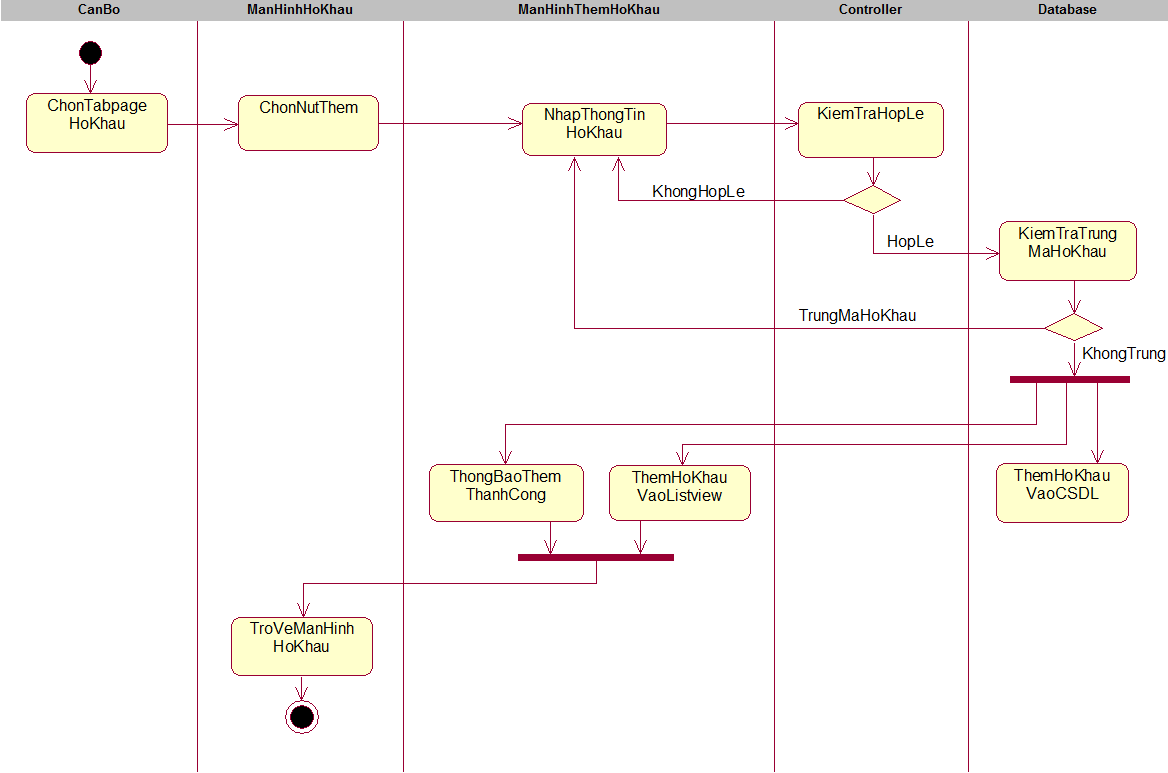 CanBo
ManHinhHoKhau
ManHinhThemHoKhau
Controller
Database
ChonTabpage
HoKhau
ChonNutThem
NhapThongTin
HoKhau
KiemTraHopLe
KhongHopLe
HopLe
KiemTraTrung
MaHoKhau
TrungMaHoKhau
KhongTrung
ThongBaoThem
ThanhCong
ThemHoKhau
VaoListview
ThemHoKhau
VaoCSDL
TroVeManHinh
HoKhau